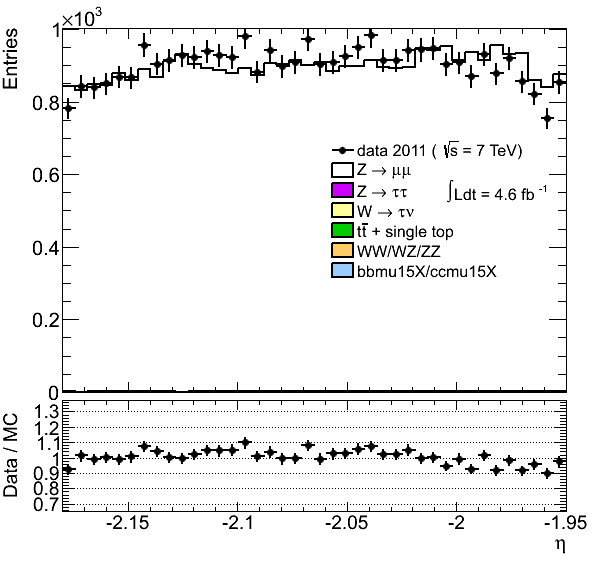 ×10³
Entries
1
0.8
0.6
0.4
0.2
0
data 2011 ( √s = 7 TeV)
Z → μμ
Z → ττ
∫Ldt = 4.6 fb⁻¹
W → τν
tt̄ + single top
WW/WZ/ZZ
bbmu15X/ccmu15X
Data / MC
1.3
1.2
1.1
1
0.9
0.8
0.7
-2.15
-2.1
-2.05
-2
-1.95
η